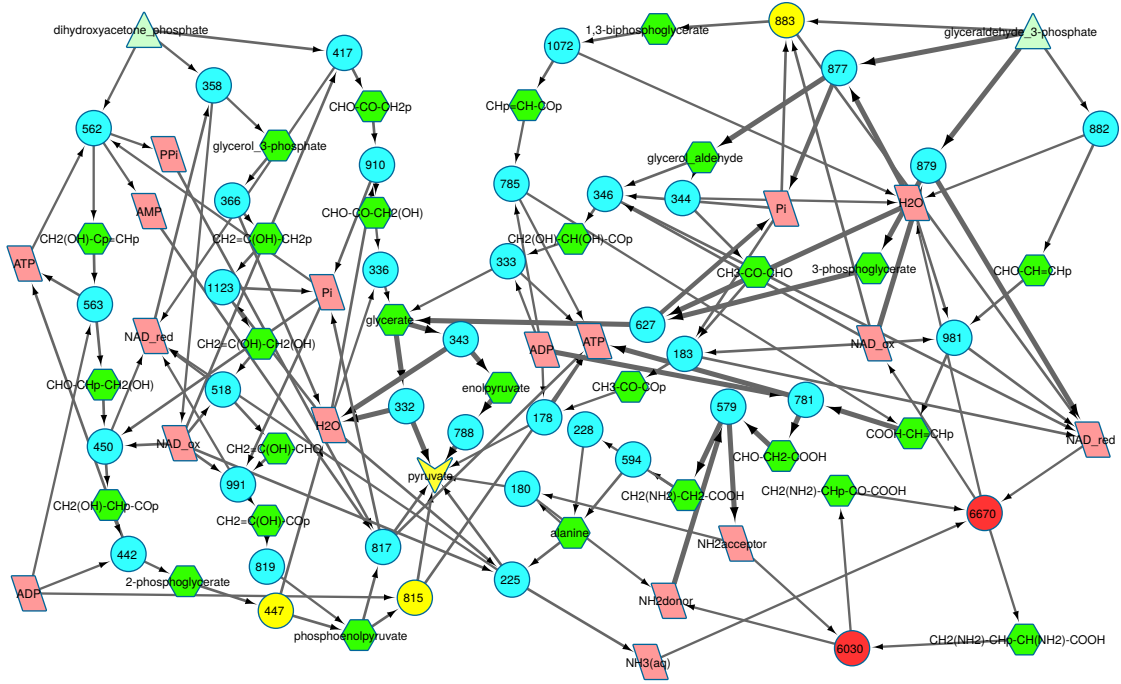 dihydroxyacetone_phosphate
1,3-biphosphoglycerate
883
glyceraldehyde_3-phosphate
417
1072
877
358
CHO-CO-CH2p
CHp=CH-COp
562
882
PPi
glycerol_3-phosphate
910
glycerol_aldehyde
879
785
346
344
366
AMP
CHO-CO-CH2(OH)
Pi
H2O
CH2(OH)-Cp=CHp
CH2=C(OH)-CH2p
CH2(OH)-CH(OH)-COp
ATP
336
333
CH3-CO-CHO
3-phosphoglycerate
CHO-CH=CHp
1123
Pi
563
glycerate
627
NAD_red
CH2=C(OH)-CH2(OH)
343
ADP
ATP
183
NAD_ox
981
CHO-CHp-CH2(OH)
518
enolpyruvate
CH3-CO-COp
332
579
781
178
H2O
788
228
COOH-CH=CHp
NAD_red
450
NAD_ox
CH2=C(OH)-CHO
594
CHO-CH2-COOH
pyruvate
991
180
CH2(NH2)-CH2-COOH
CH2(NH2)-CHp-CO-COOH
CH2(OH)-CHp-COp
6670
CH2=C(OH)-COp
alanine
NH2acceptor
442
817
819
225
2-phosphoglycerate
ADP
447
815
NH2donor
phosphoenolpyruvate
6030
CH2(NH2)-CHp-CH(NH2)-COOH
NH3(aq)